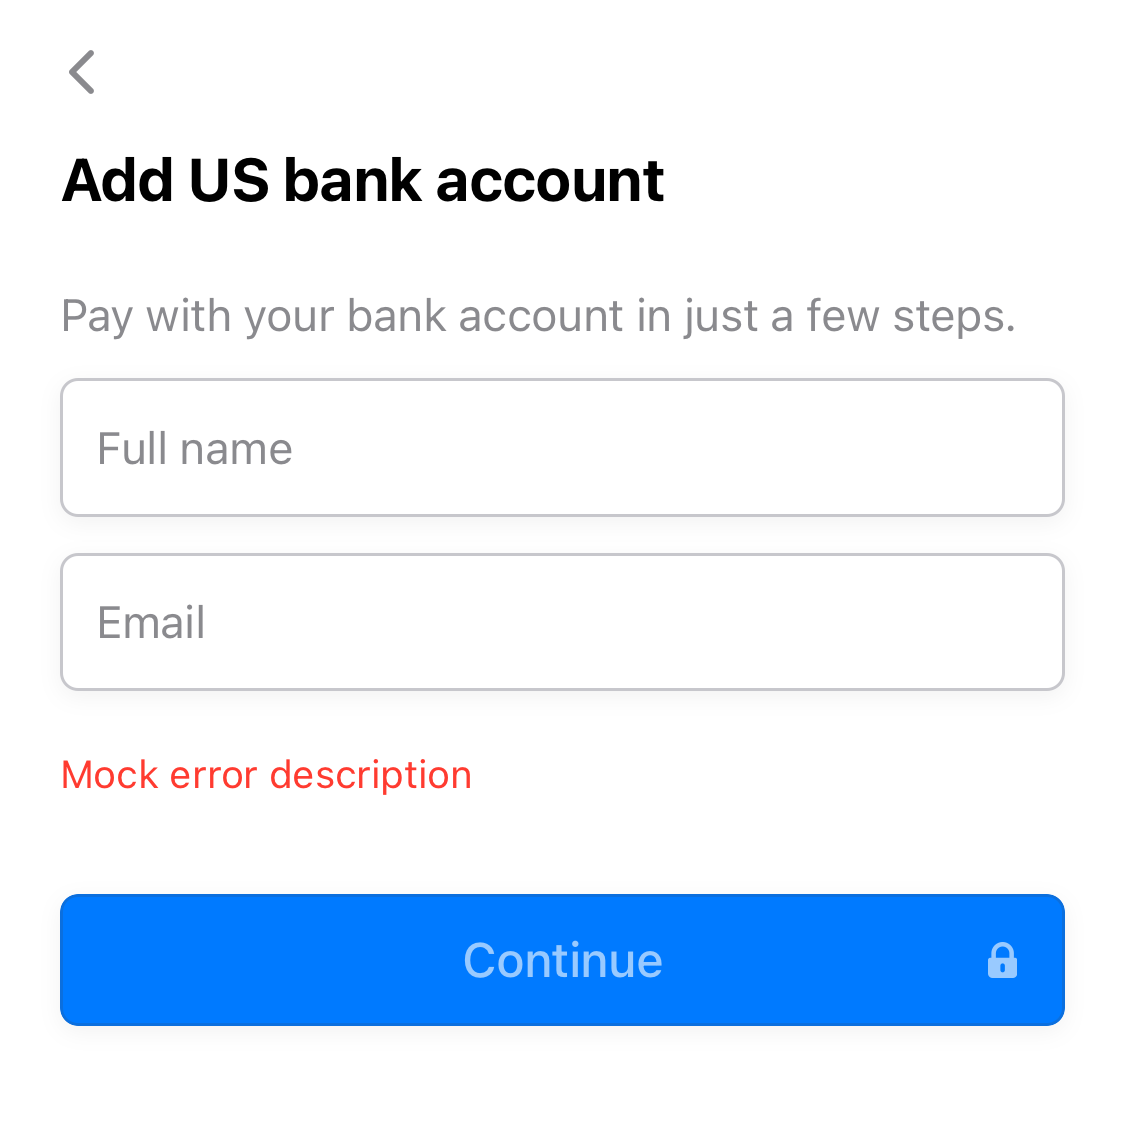 Add US bank account
Pay with your bank account in just a few steps.
Full name
Email
Mock error description
Continue